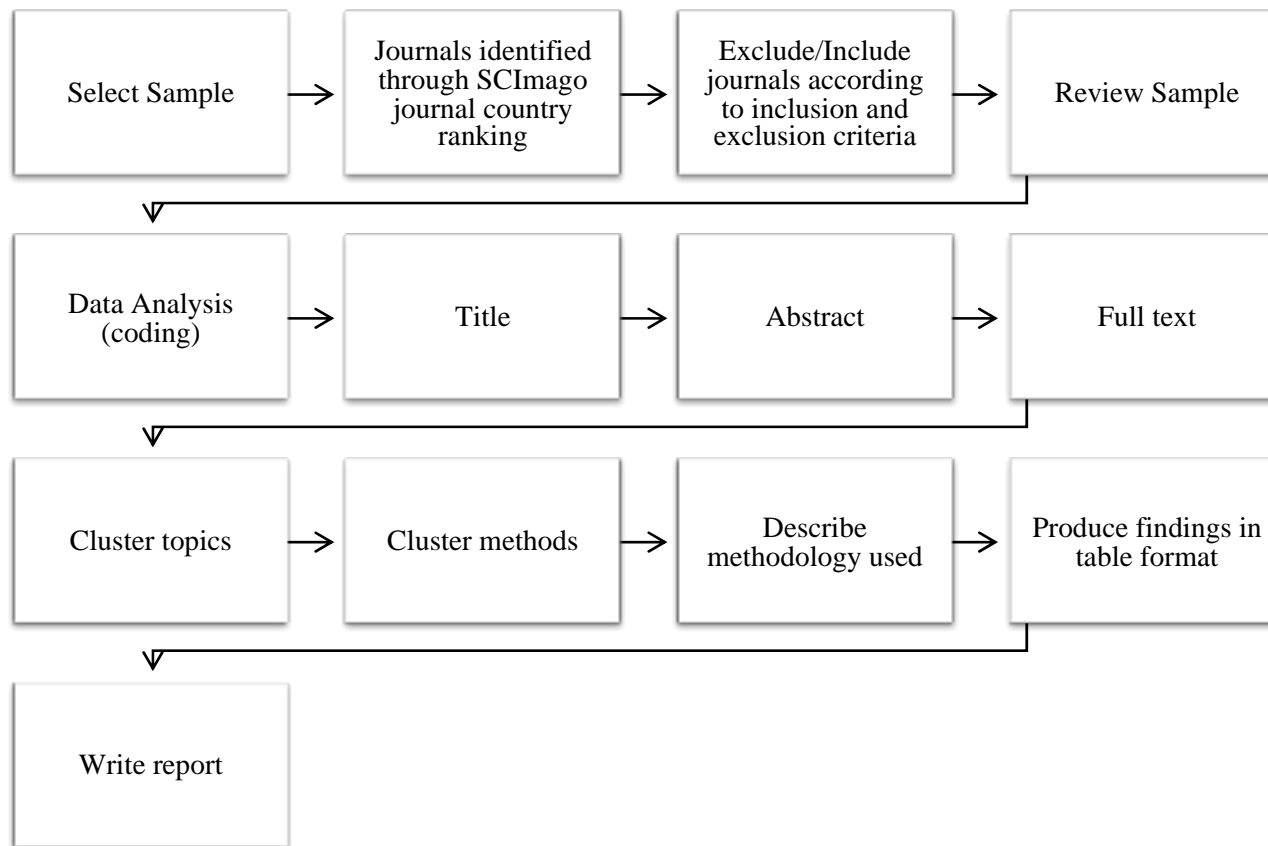 Select Sample
Journals identified
through SCImago
journal country
ranking
Exclude/Include
journals according
to inclusion and
exclusion criteria
Review Sample
Data Analysis
(coding)
Title
Abstract
Full text
Cluster topics
Cluster methods
Describe
methodology used
Produce findings in
table format
Write report